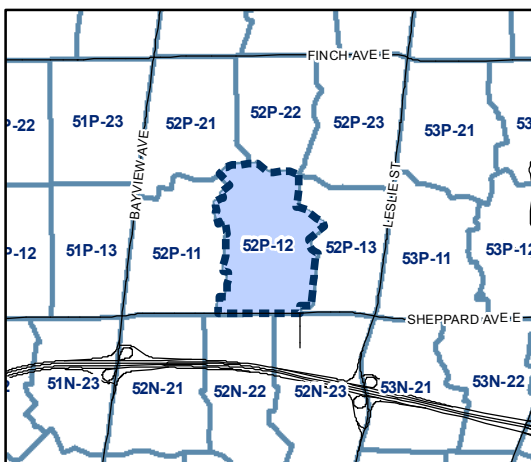 FINCH AVE E
51P-23
52P-21
52P-22
52P-23
53P-21
P-22
53
BAYVIEW AVE
LESLIE ST
P-12
51P-13
52P-11
52P-12
52P-13
53P-11
53P-12
SHEPPARD AVE E
2
51N-23
52N-21
52N-22
52N-23
53N-21
53N-22